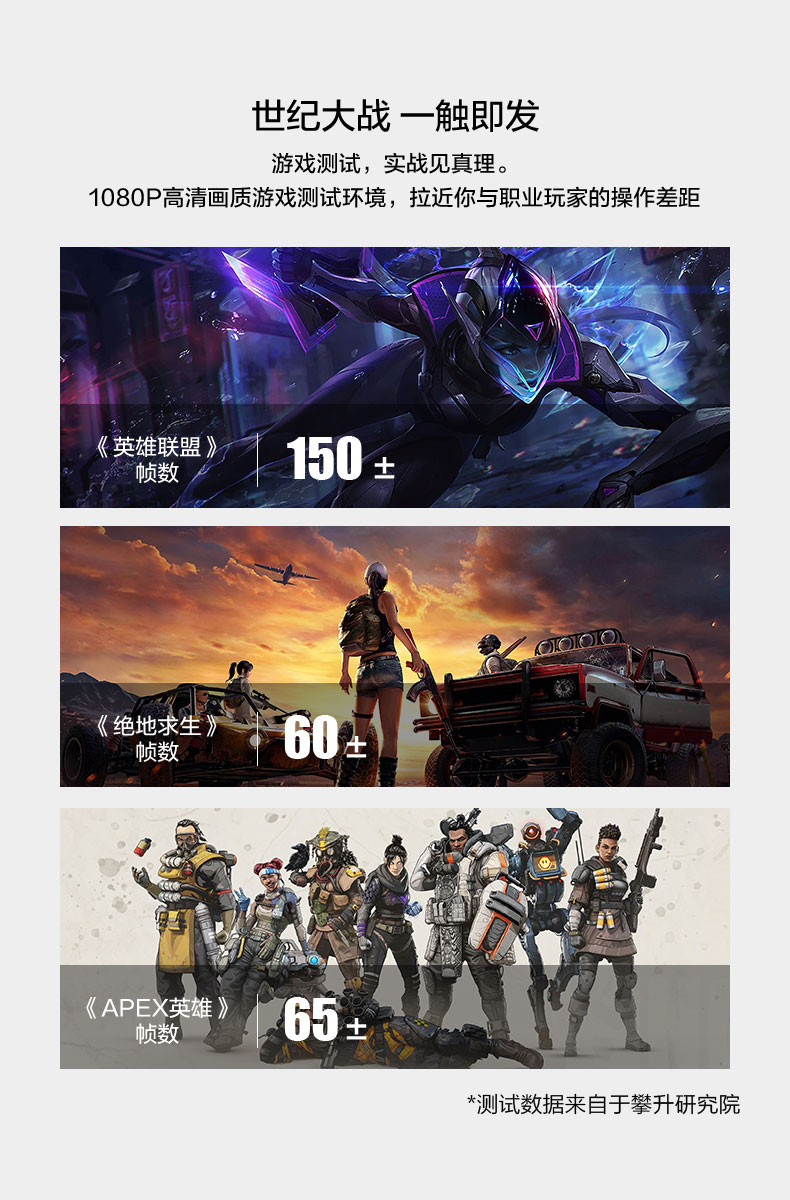 世纪大战 一触即发
游戏测试，实战见真理。
1080P高清画质游戏测试环境，拉近你与职业玩家的操作差距
《英雄联盟》
帧数
150 ±
《绝地求生》
帧数
60 ±
《APEX英雄》
帧数
65 ±
*测试数据来自于攀升研究院